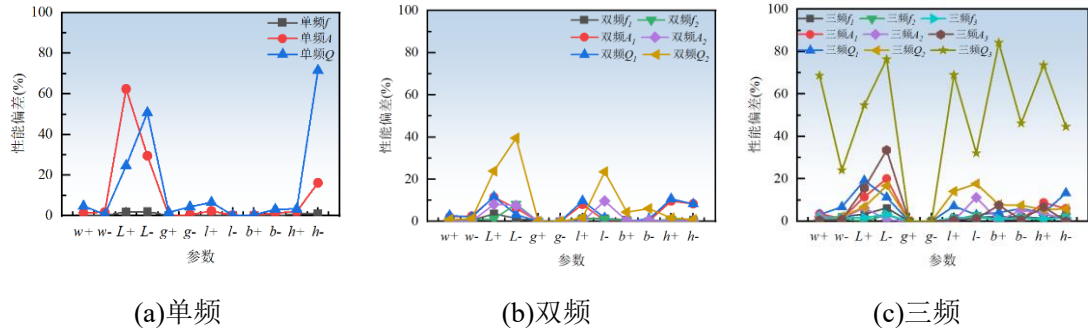 100
80
60
40
20
0
性能偏差(%)
单频f
单频A
单频Q
w+ w- L+ L- g+ g- l+ l- b+ b- h+ h-
参数
(a)单频
100
80
60
40
20
0
性能偏差(%)
双频f₁ 双频f₂
双频A₁ 双频A₂
双频Q₁ 双频Q₂
w+ w- L+ L- g+ g- l+ l- b+ b- h+ h-
参数
(b)双频
100
80
60
40
20
0
性能偏差(%)
三频f₁ 三频f₂ 三频f₃
三频A₁ 三频A₂ 三频A₃
三频Q₁ 三频Q₂ 三频Q₃
w+ w- L+ L- g+ g- l+ l- b+ b- h+ h-
参数
(c)三频